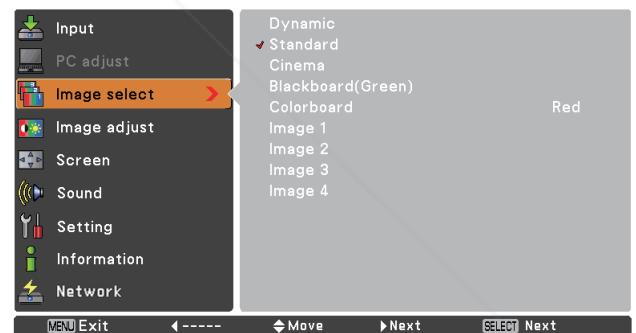 Input
PC adjust
Image select
Image adjust
Screen
Sound
Setting
Information
Network
Dynamic
Standard
Cinema
Blackboard(Green)
Colorboard Red
Image 1
Image 2
Image 3
Image 4
MENU Exit ----- Move Next SELECT Next